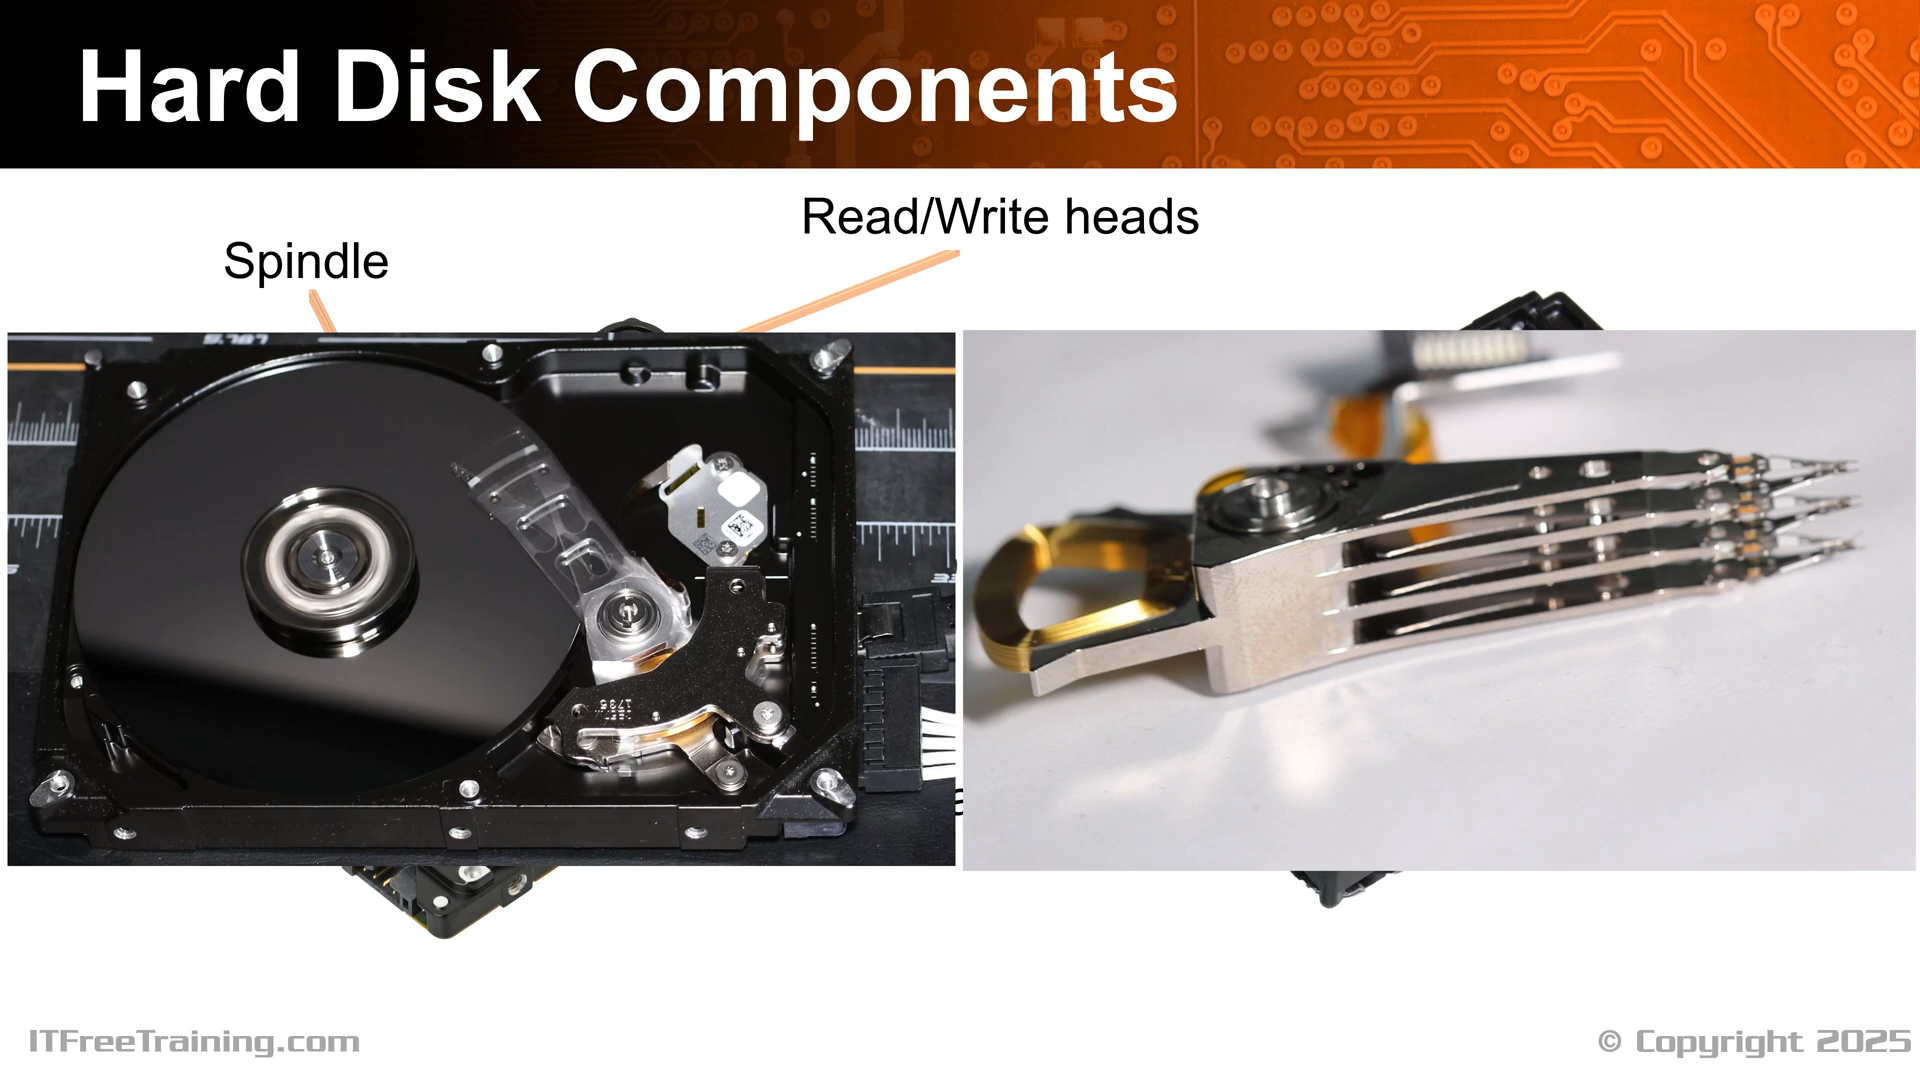 Hard Disk Components
Read/Write heads
Spindle
ITFreeTraining.com
© Copyright 2025